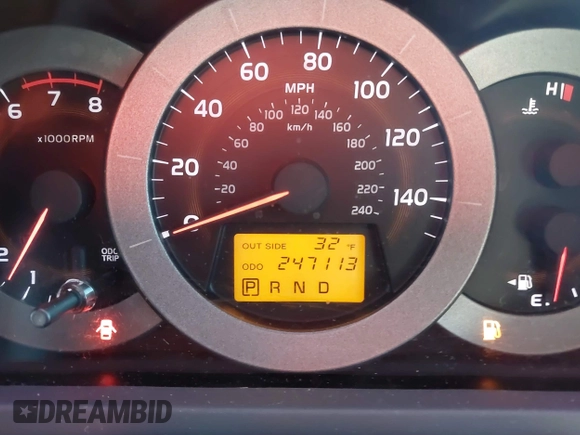 6 7 8
x1000RPM
2 1
ODO
TRIP
0 20 40 60 80 100 120 140
MPH
20 40 60 80 100 120 140 160 180 200 220 240
km/h
OUT SIDE 32 °F
ODO 247113
P R N D
H
E
DREAMBID